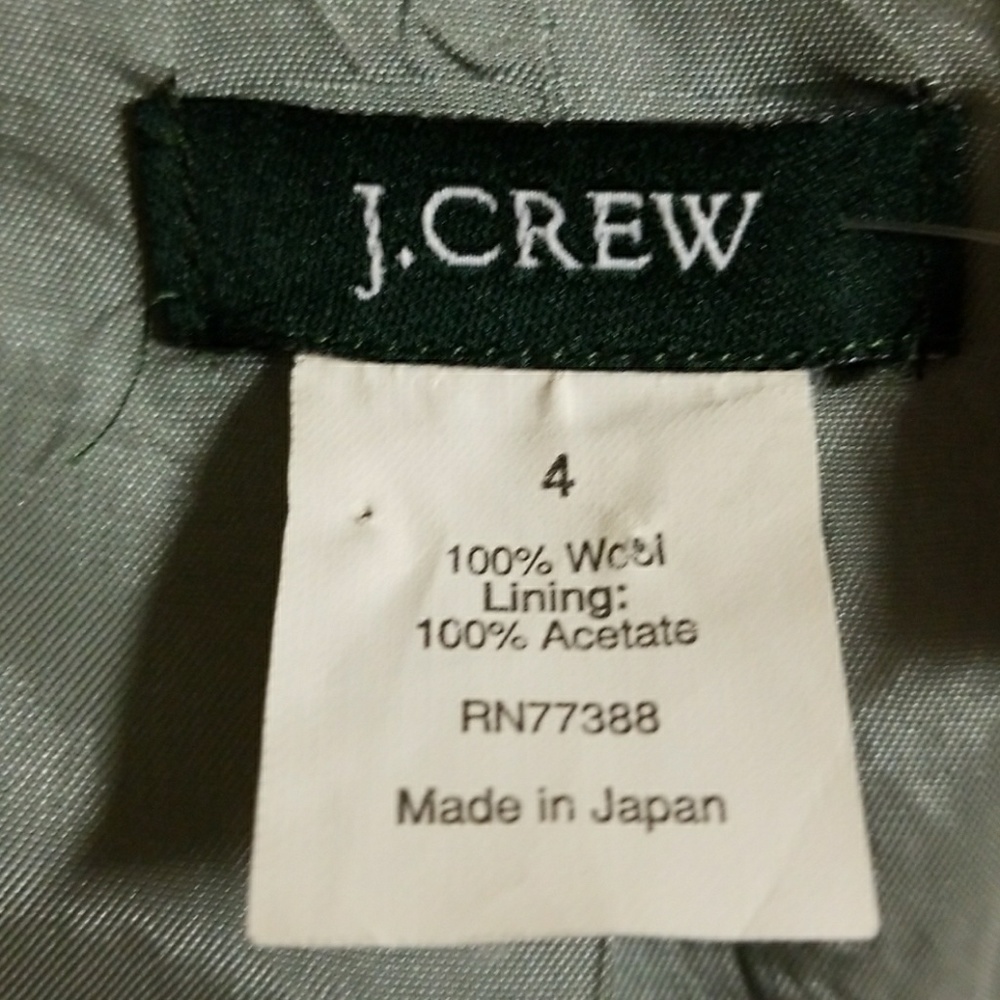 J.CREW
4
100% Wool
Lining:
100% Acetate
RN77388
Made in Japan